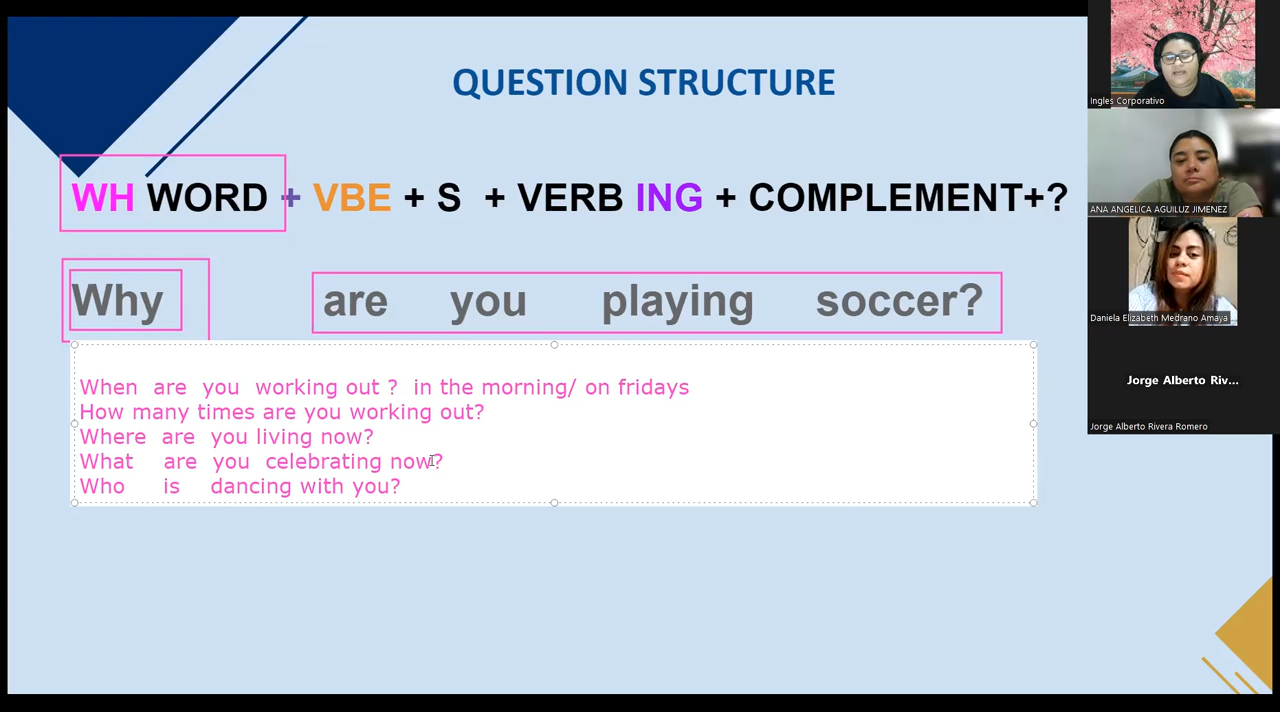 QUESTION STRUCTURE
WH WORD + VBE + S + VERB ING + COMPLEMENT+?
Why are you playing soccer?
When are you working out ? in the morning/ on fridays
How many times are you working out?
Where are you living now?
What are you celebrating now?
Who is dancing with you?
Ingles Corporativo
ANA ANGELICA AGUILUZ JIMENEZ
Daniela Elizabeth Medrano Amaya
Jorge Alberto Riv...
Jorge Alberto Rivera Romero